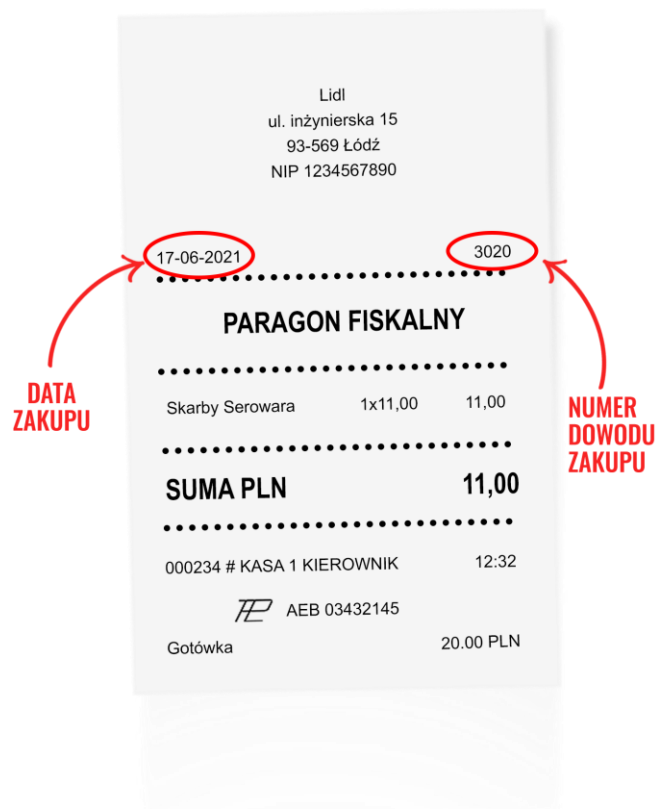 Lidl
ul. inżynierska 15
93-569 Łódź
NIP 1234567890
17-06-2021 3020
PARAGON FISKALNY
DATA
ZAKUPU
Skarby Serowara 1x11,00 11,00
NUMER
DOWODU
ZAKUPU
SUMA PLN 11,00
000234 # KASA 1 KIEROWNIK 12:32
PL AEB 03432145
Gotówka 20.00 PLN